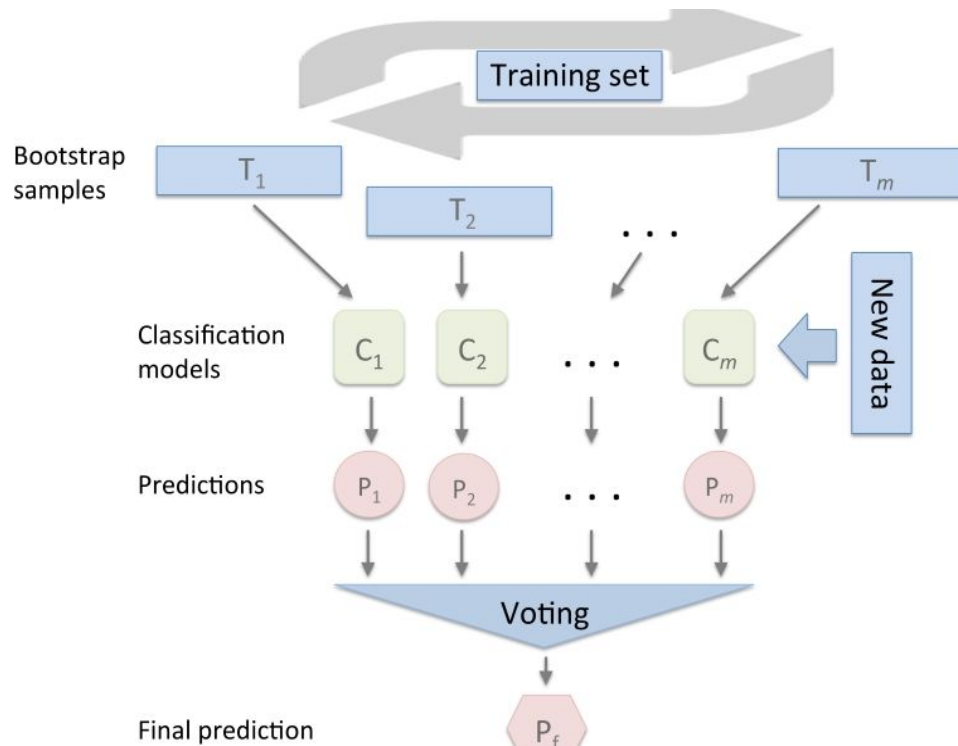 Training set
Bootstrap
samples
T₁
T₂
. . .
Tₘ
New data
Classification
models
C₁
C₂
. . .
Cₘ
Predictions
P₁
P₂
. . .
Pₘ
Voting
Final prediction
P_f